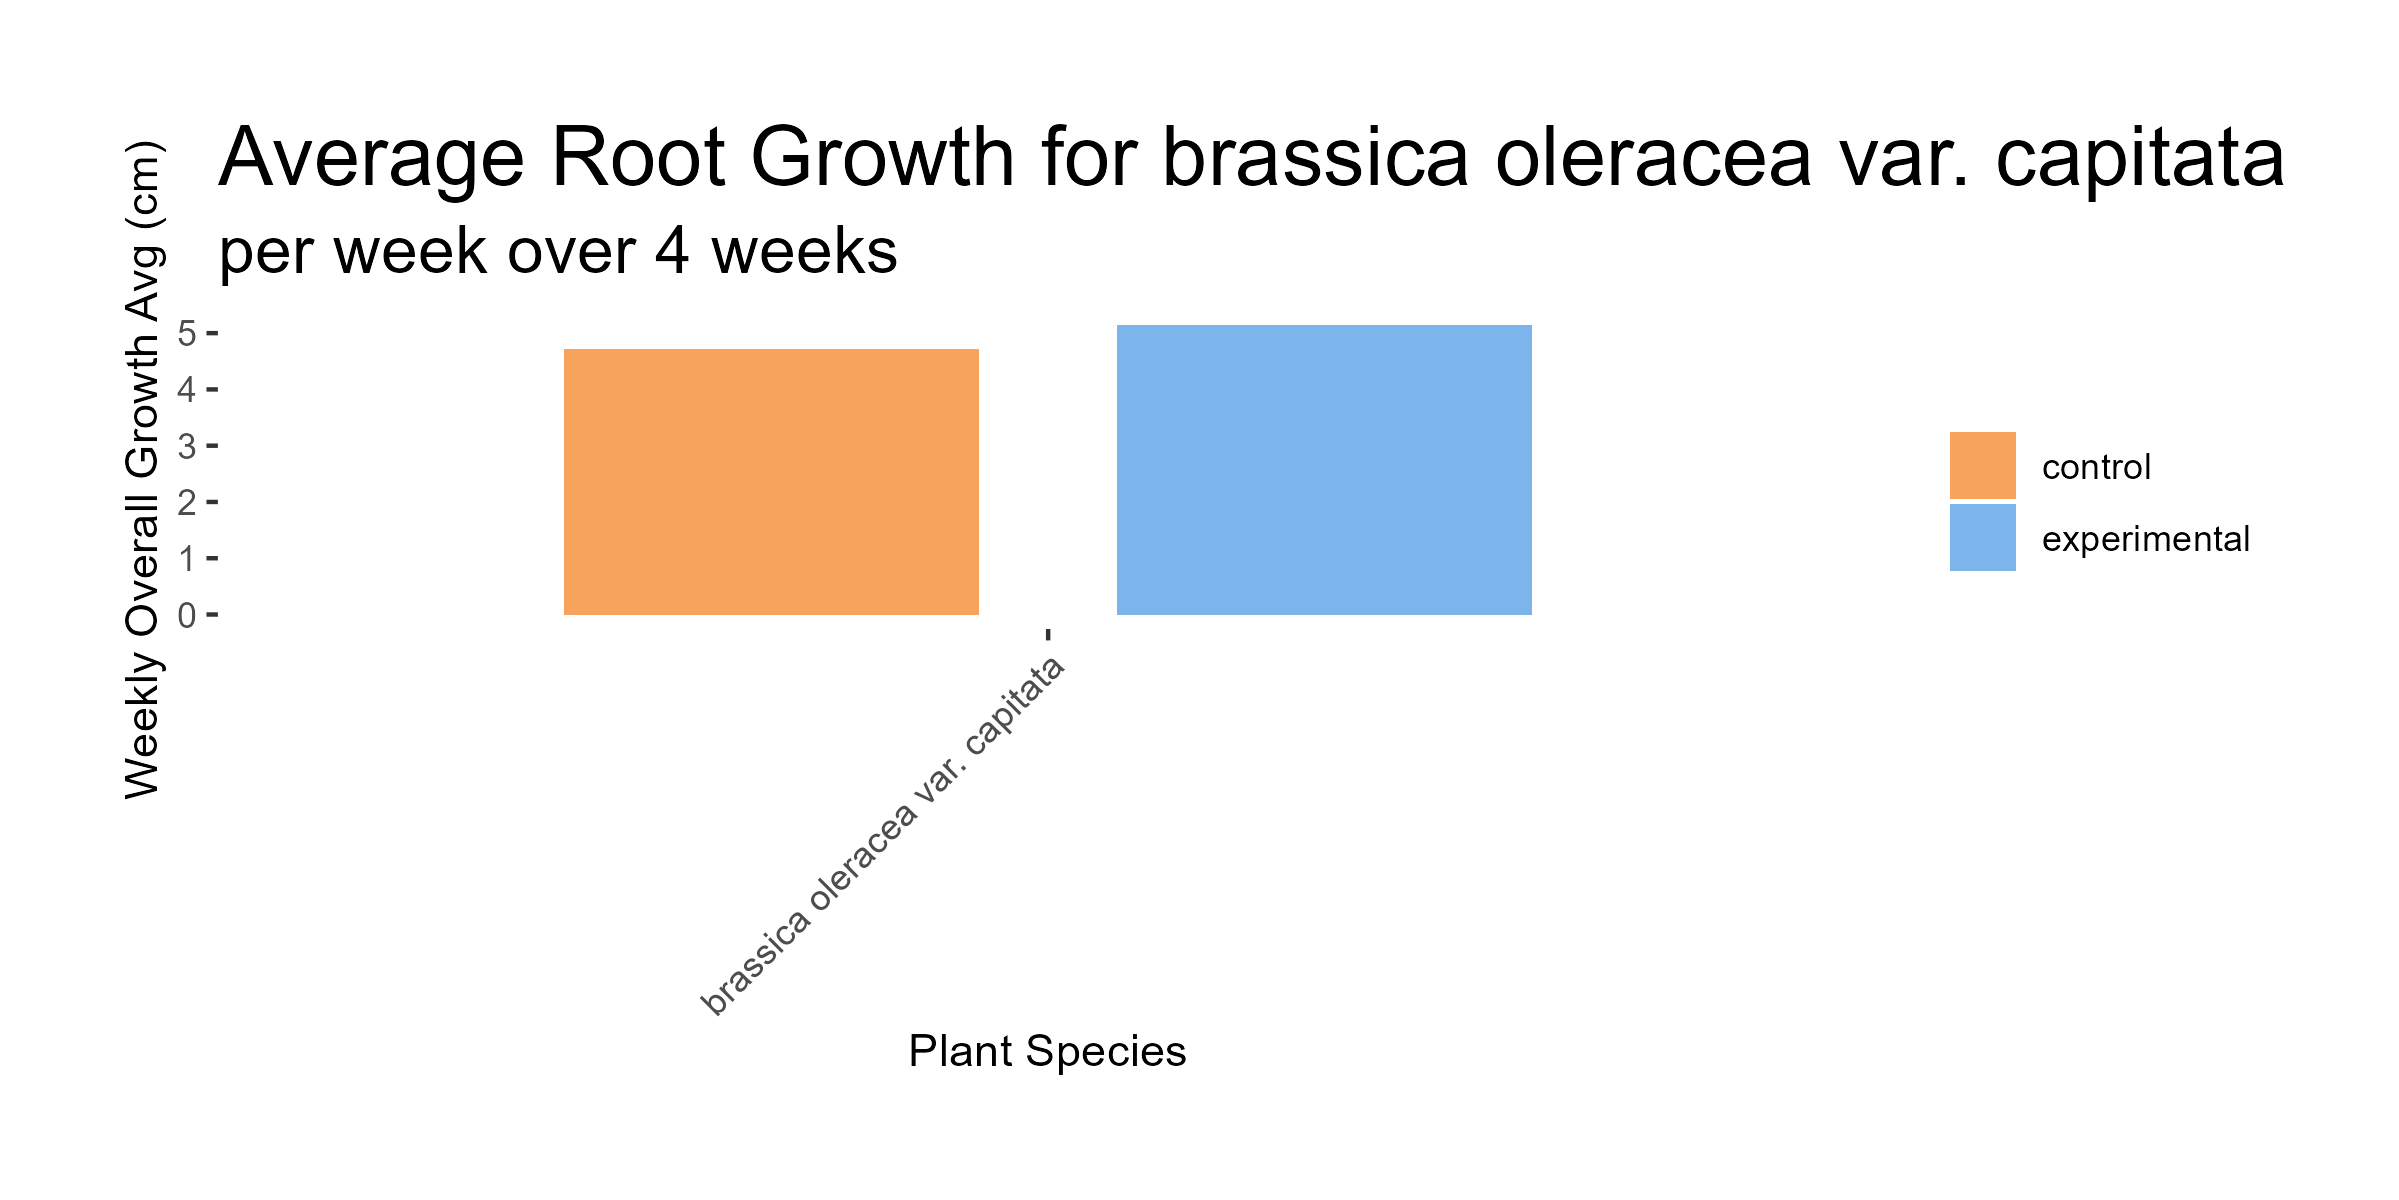 Average Root Growth for brassica oleracea var. capitata
per week over 4 weeks
Weekly Overall Growth Avg (cm)
5
4
3
2
1
0
control
experimental
brassica oleracea var. capitata
Plant Species